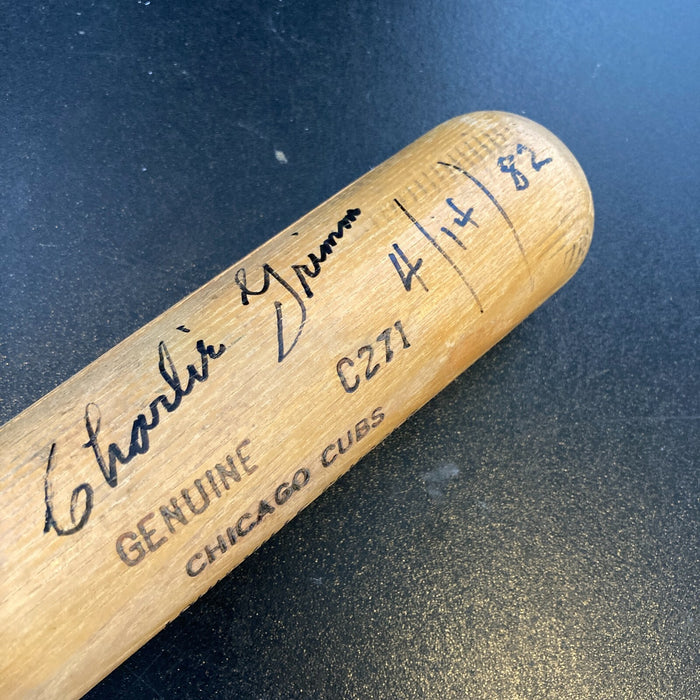 Charlie Grimm
4/14/82
C271
GENUINE
CHICAGO CUBS